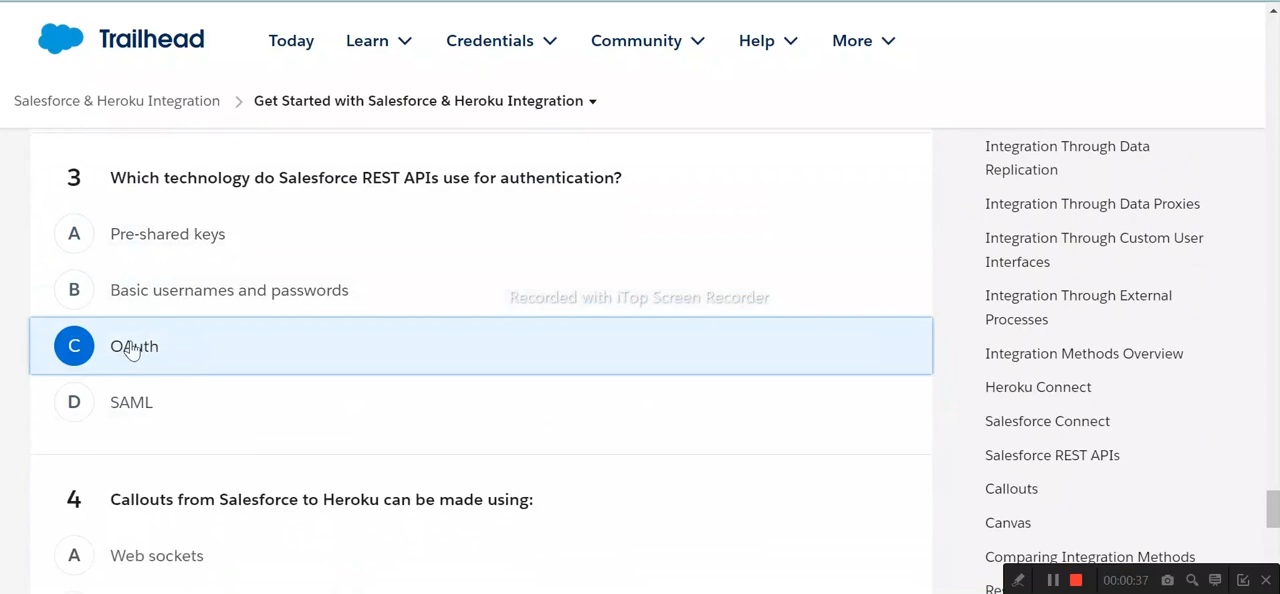 Trailhead
Today Learn Credentials Community Help More
Salesforce & Heroku Integration > Get Started with Salesforce & Heroku Integration
3 Which technology do Salesforce REST APIs use for authentication?
A Pre-shared keys
B Basic usernames and passwords
C OAuth
D SAML
4 Callouts from Salesforce to Heroku can be made using:
A Web sockets
Recorded with iTop Screen Recorder
Integration Through Data
Replication
Integration Through Data Proxies
Integration Through Custom User
Interfaces
Integration Through External
Processes
Integration Methods Overview
Heroku Connect
Salesforce Connect
Salesforce REST APIs
Callouts
Canvas
Comparing Integration Methods
00:00:37